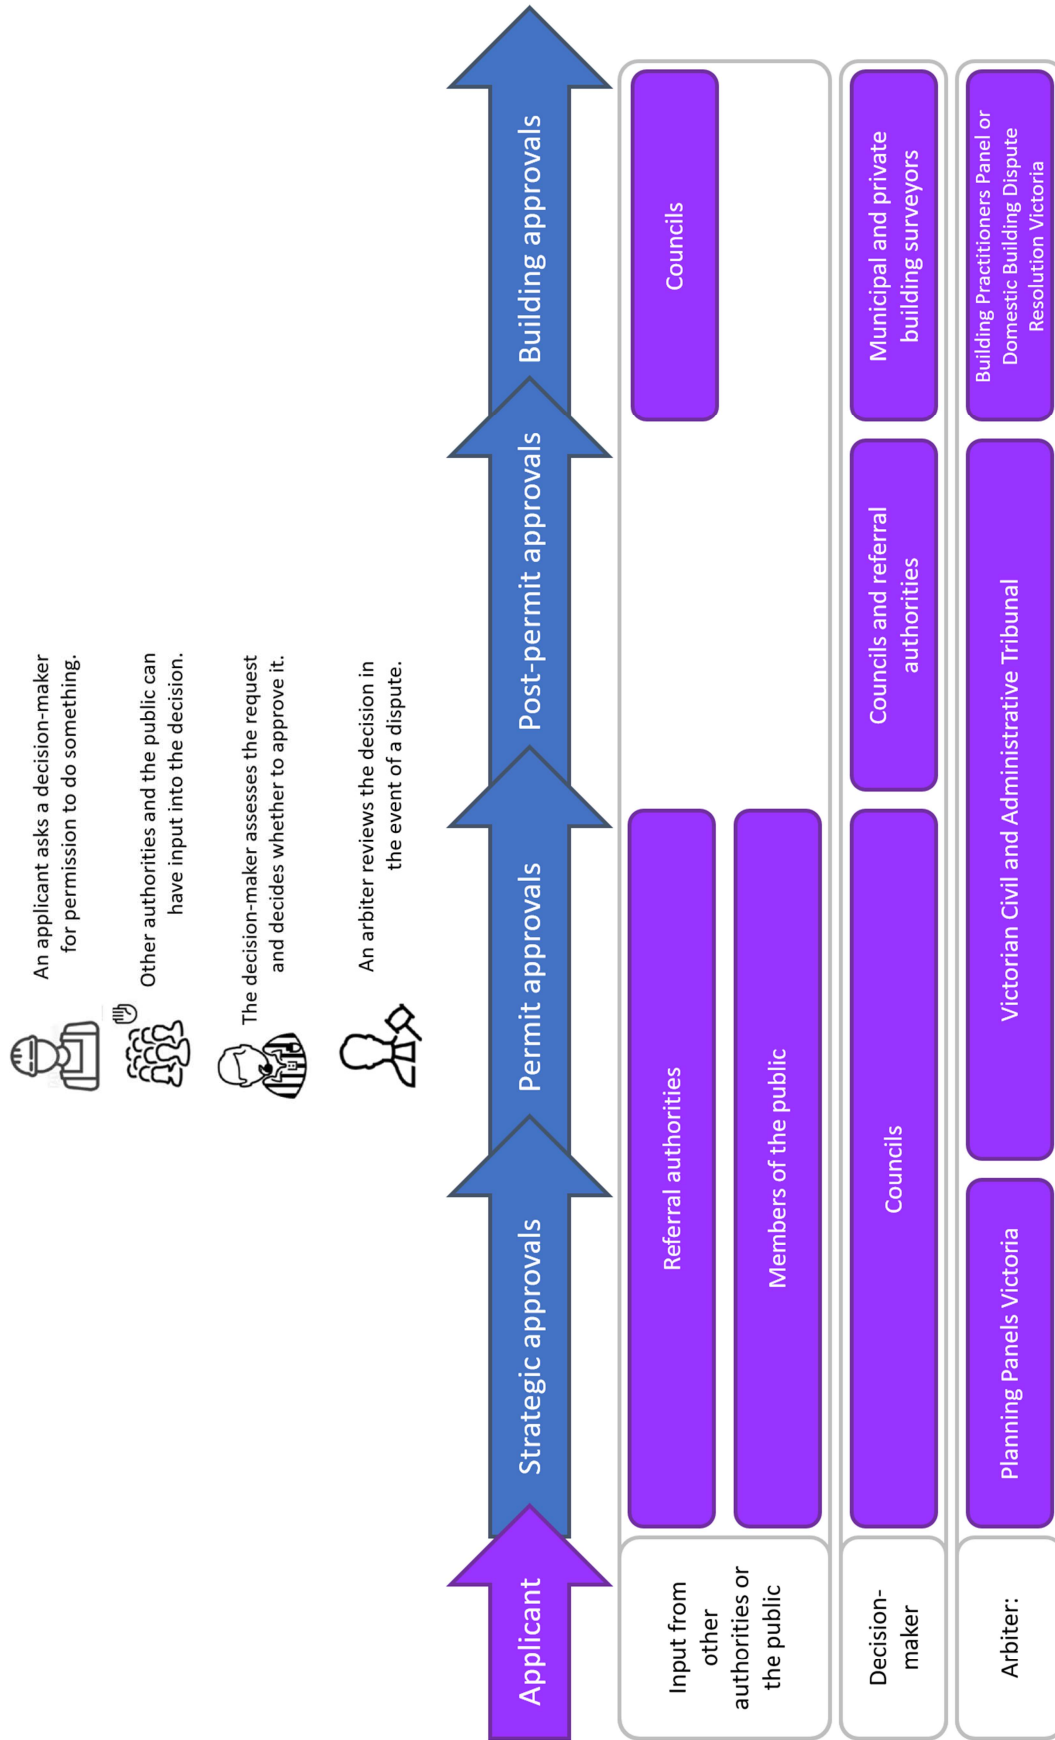 An applicant asks a decision-maker
for permission to do something.
Other authorities and the public can
have input into the decision.
The decision-maker assesses the request
and decides whether to approve it.
An arbiter reviews the decision in
the event of a dispute.
Applicant
Strategic approvals
Permit approvals
Post-permit approvals
Building approvals
Input from
other
authorities or
the public
Referral authorities
Councils
Members of the public
Decision-
maker
Councils
Councils and referral
authorities
Municipal and private
building surveyors
Arbiter:
Planning Panels Victoria
Victorian Civil and Administrative Tribunal
Building Practitioners Panel or
Domestic Building Dispute
Resolution Victoria